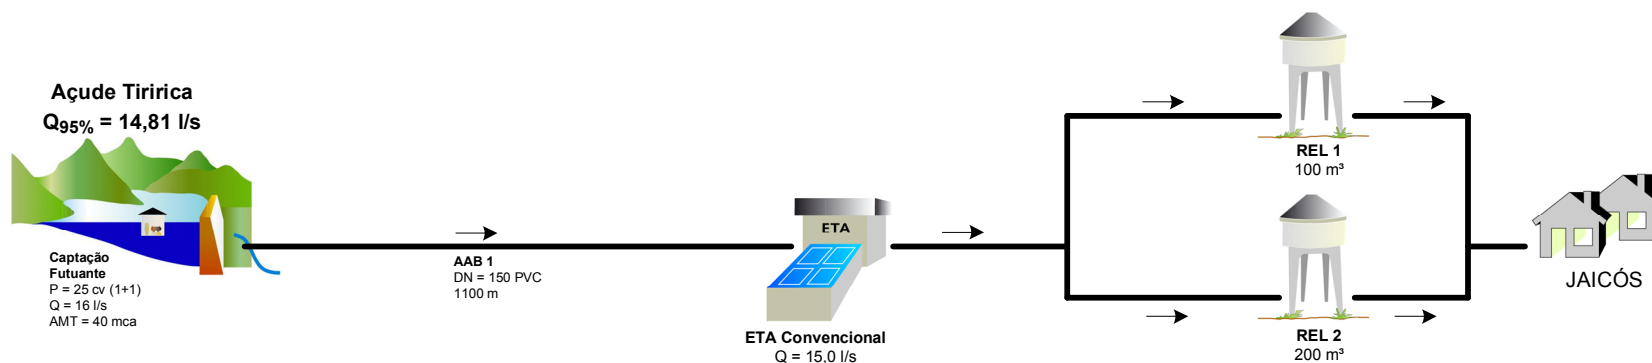 Açude Tiririca
Q95% = 14,81 l/s
Captação
Futuante
P = 25 cv (1+1)
Q = 16 l/s
AMT = 40 mca
AAB 1
DN = 150 PVC
1100 m
ETA
ETA Convencional
Q = 15,0 l/s
REL 1
100 m³
REL 2
200 m³
JAICÓS